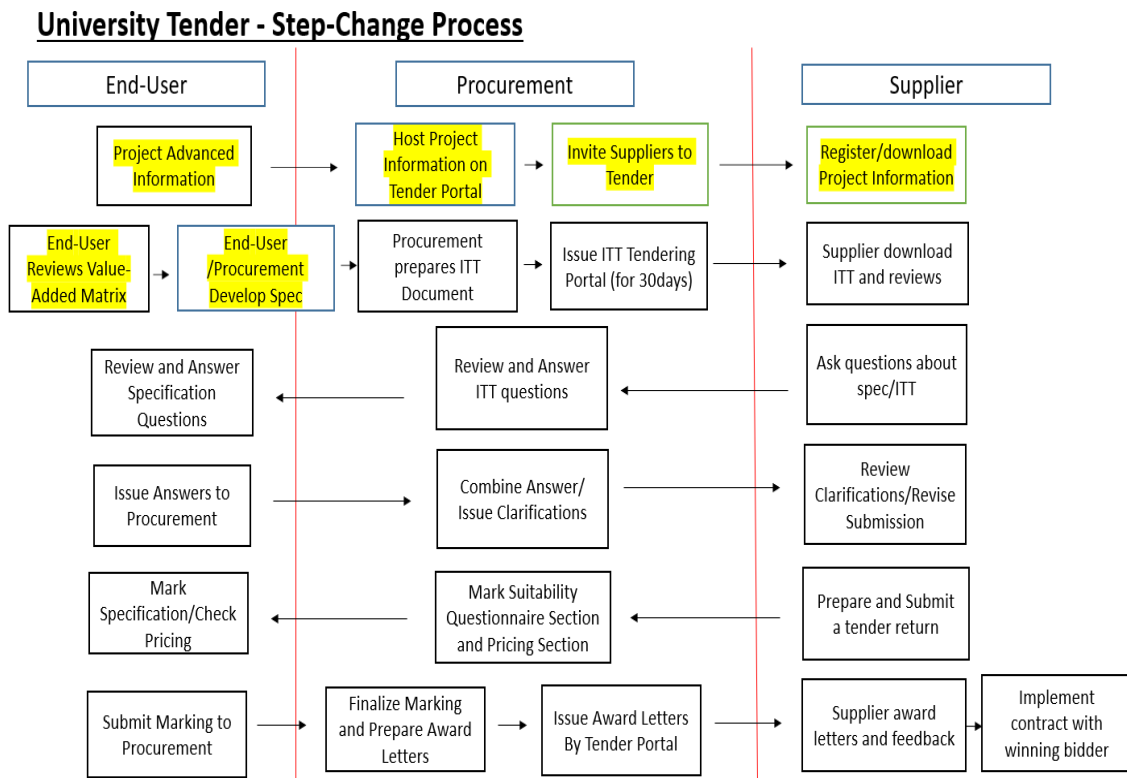 University Tender - Step-Change Process
End-User
Procurement
Supplier
Project Advanced
Information
Host Project
Information on
Tender Portal
Invite Suppliers to
Tender
Register/download
Project Information
End-User
Reviews Value-
Added Matrix
End-User
/Procurement
Develop Spec
Procurement
prepares ITT
Document
Issue ITT Tendering
Portal (for 30days)
Supplier download
ITT and reviews
Review and Answer
Specification
Questions
Review and Answer
ITT questions
Ask questions about
spec/ITT
Issue Answers to
Procurement
Combine Answer/
Issue Clarifications
Review
Clarifications/Revise
Submission
Mark
Specification/Check
Pricing
Mark Suitability
Questionnaire Section
and Pricing Section
Prepare and Submit
a tender return
Submit Marking to
Procurement
Finalize Marking
and Prepare Award
Letters
Issue Award Letters
By Tender Portal
Supplier award
letters and feedback
Implement
contract with
winning bidder